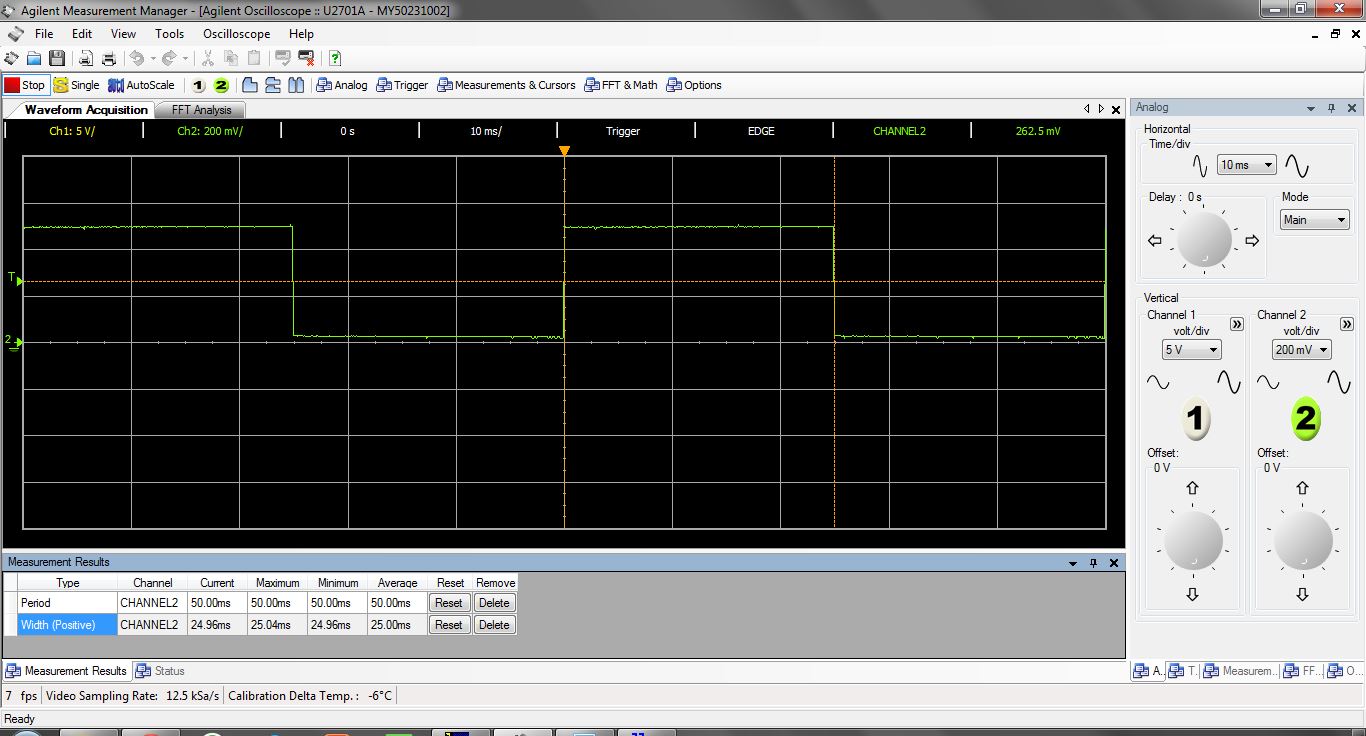 Agilent Measurement Manager - [Agilent Oscilloscope :: U2701A - MY50231002]
File Edit View Tools Oscilloscope Help
Stop Single AutoScale 1 2 Analog Trigger Measurements & Cursors FFT & Math Options
Waveform Acquisition FFT Analysis
Ch1: 5 V/ Ch2: 200 mV/ 0 s 10 ms/ Trigger EDGE CHANNEL2 262.5 mV
T
2
Analog
Horizontal
Time/div
10 ms
Delay : 0 s
Mode
Main
Vertical
Channel 1 Channel 2
volt/div volt/div
5 V 200 mV
1 2
Offset: Offset:
0 V 0 V
Measurement Results
Type Channel Current Maximum Minimum Average Reset Remove
Period CHANNEL2 50.00ms 50.00ms 50.00ms 50.00ms Reset Delete
Width (Positive) CHANNEL2 24.96ms 25.04ms 24.96ms 25.00ms Reset Delete
Measurement Results Status
A.. T.. Measurem... FF... O...
7 fps Video Sampling Rate: 12.5 kSa/s Calibration Delta Temp. : -6°C
Ready